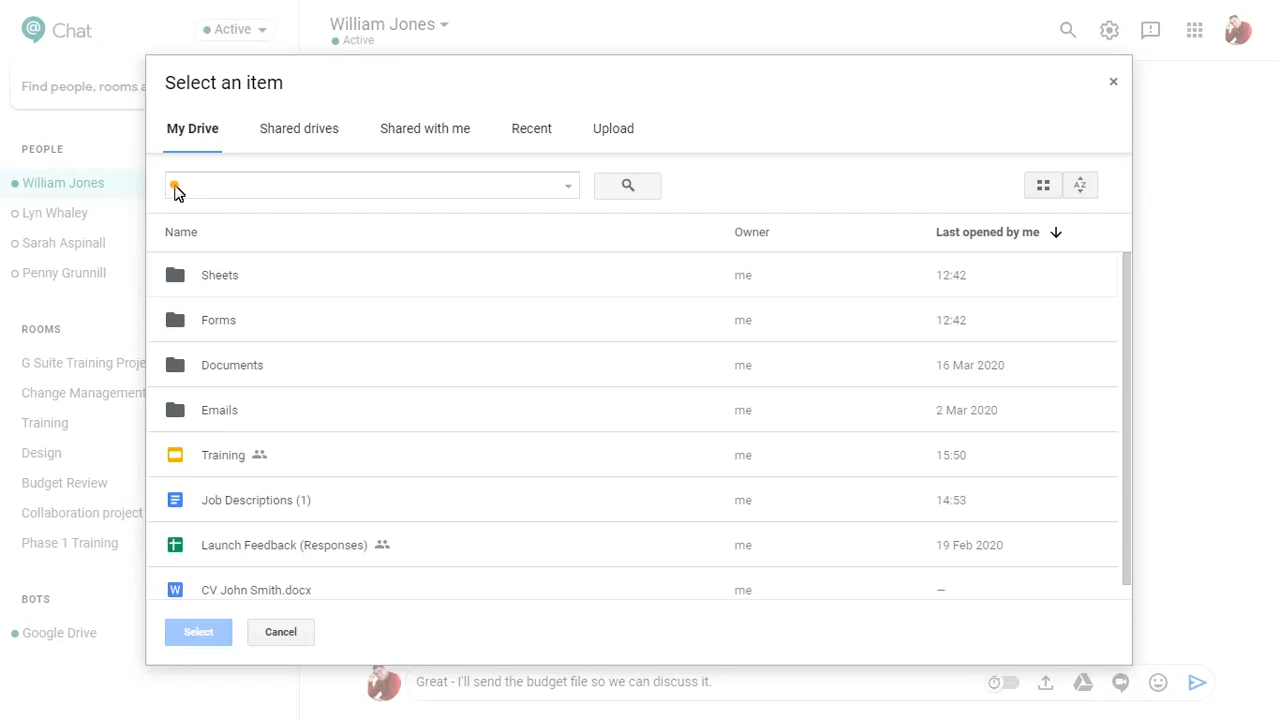 Chat
Active
William Jones
Active
Find people, rooms a
PEOPLE
William Jones
Lyn Whaley
Sarah Aspinall
Penny Grunnill
ROOMS
G Suite Training Proje
Change Management
Training
Design
Budget Review
Collaboration project
Phase 1 Training
BOTS
Google Drive
Select an item
×
My Drive Shared drives Shared with me Recent Upload
AZ
Name Owner Last opened by me
Sheets me 12:42
Forms me 12:42
Documents me 16 Mar 2020
Emails me 2 Mar 2020
Training me 15:50
Job Descriptions (1) me 14:53
Launch Feedback (Responses) me 19 Feb 2020
W CV John Smith.docx me –
Select Cancel
Great - I'll send the budget file so we can discuss it.